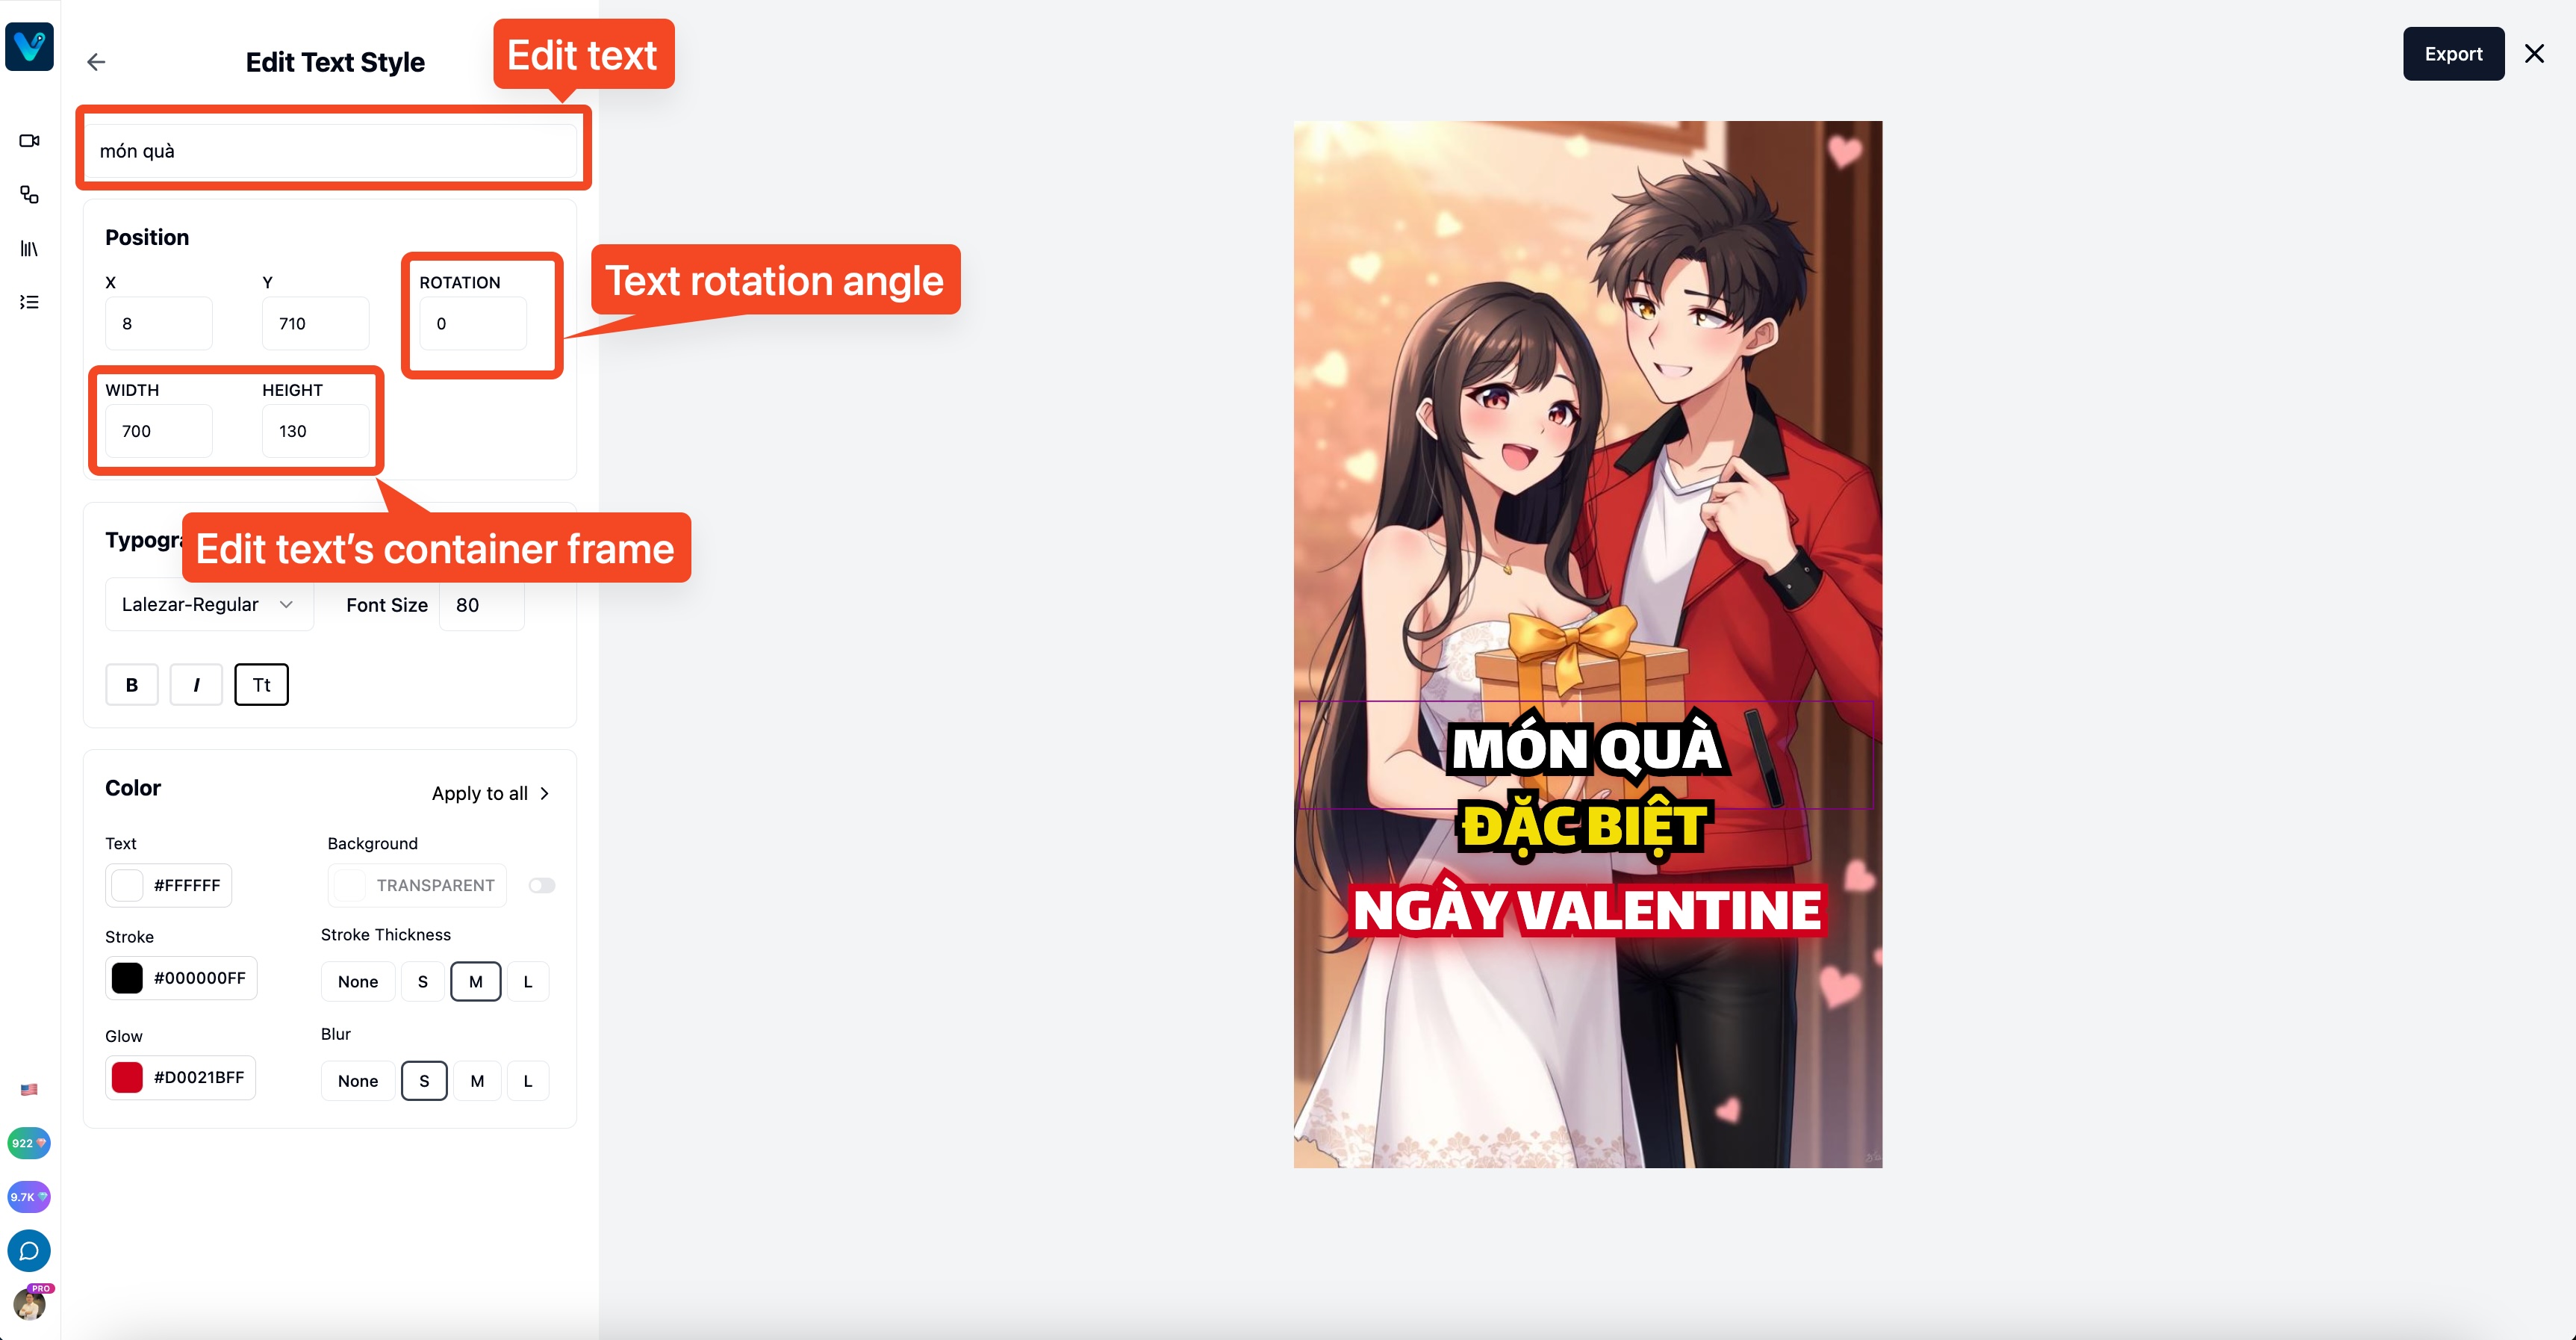 Edit text
Export
Edit Text Style
món quà
Position
X
Y
ROTATION
8
710
0
Text rotation angle
WIDTH
HEIGHT
700
130
Edit text’s container frame
Typogra
Lalezar-Regular
Font Size
80
B
I
Tt
MÓN QUÀ
ĐẶC BIỆT
NGÀY VALENTINE
Color
Apply to all
Text
Background
#FFFFFF
TRANSPARENT
Stroke
Stroke Thickness
#000000FF
None
S
M
L
Glow
Blur
#D0021BFF
None
S
M
L
922
9.7K
PRO